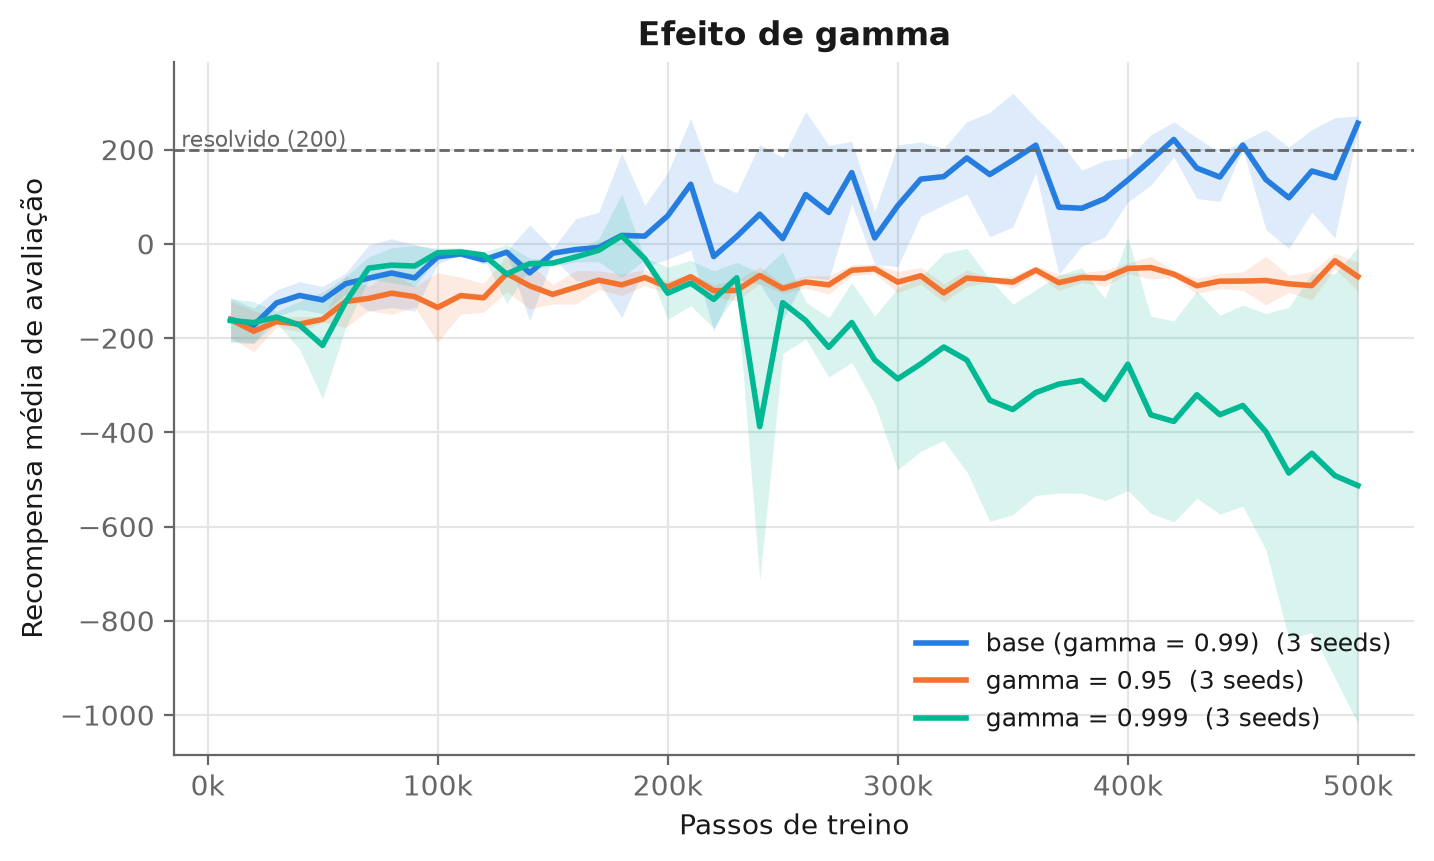 Efeito de gamma
Recompensa média de avaliação
200
0
−200
−400
−600
−800
−1000
resolvido (200)
base (gamma = 0.99)  (3 seeds)
gamma = 0.95  (3 seeds)
gamma = 0.999  (3 seeds)
0k
100k
200k
300k
400k
500k
Passos de treino